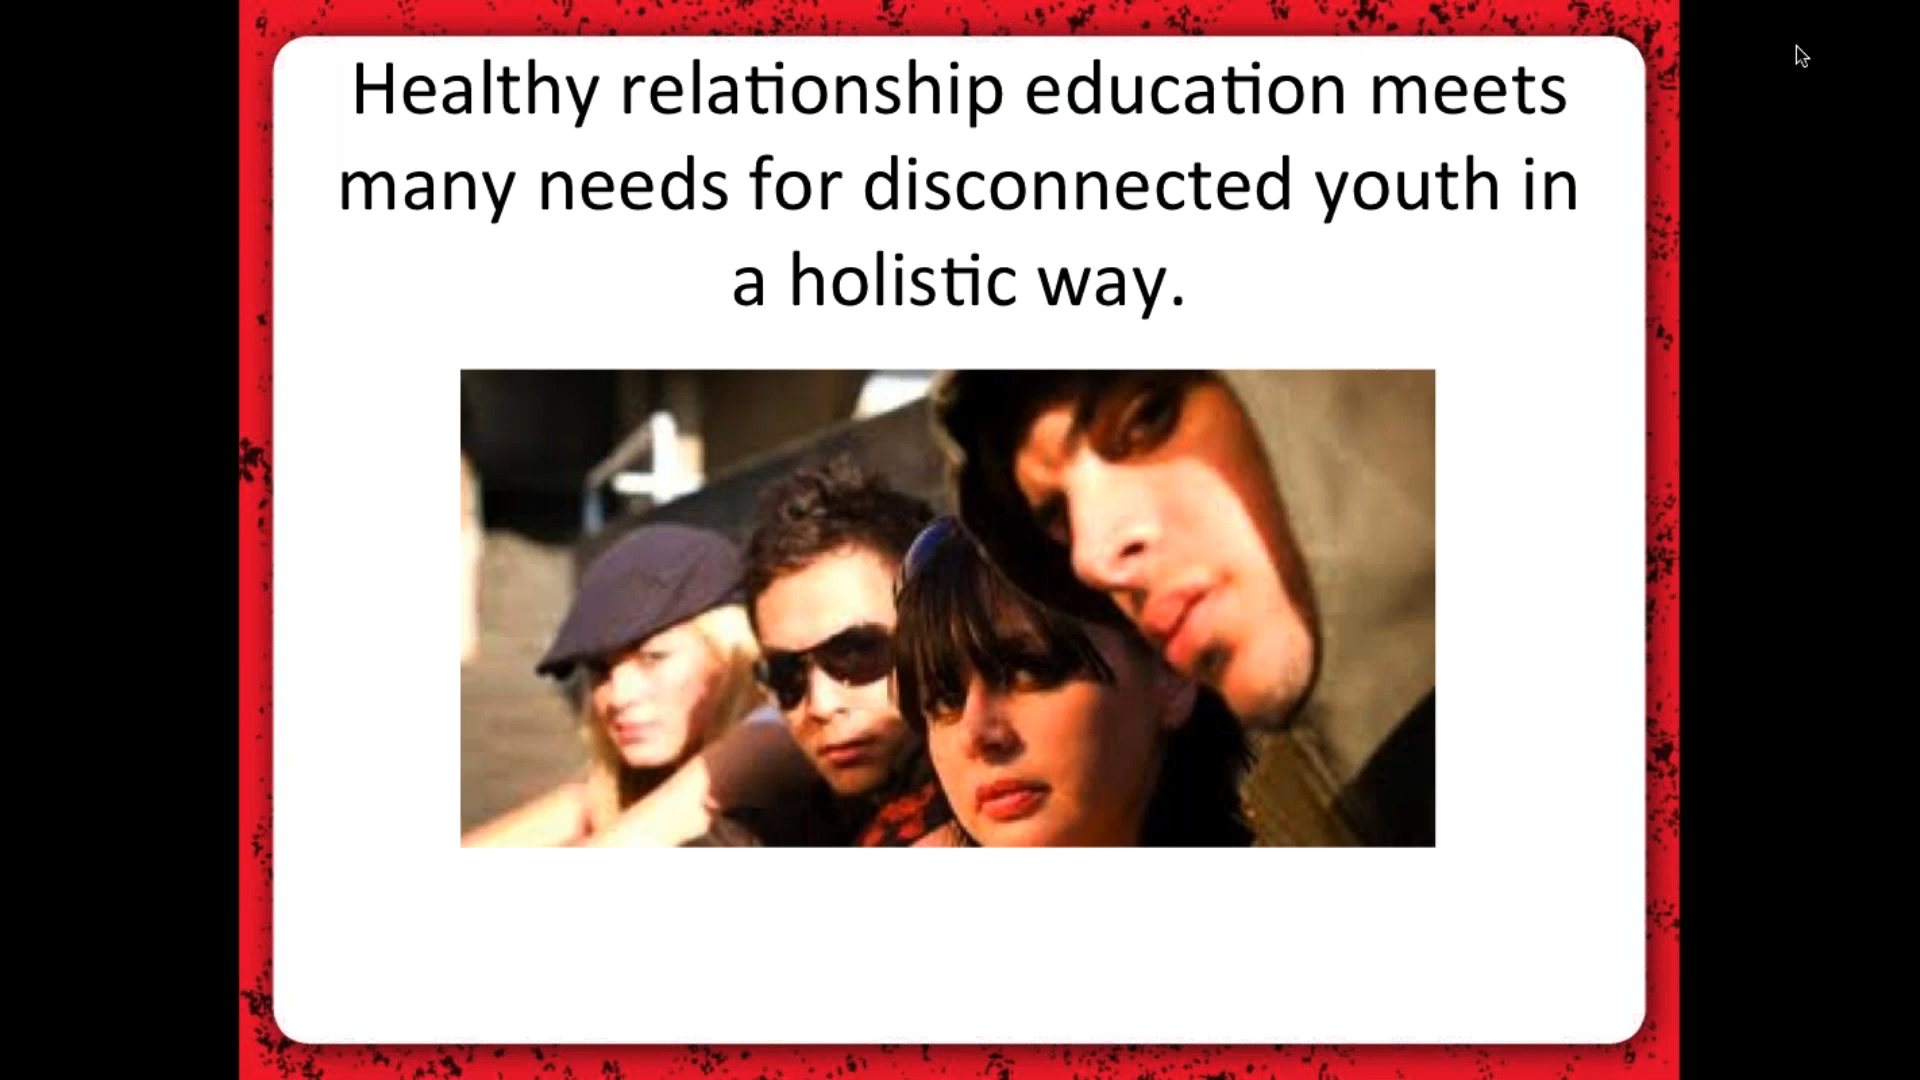 Healthy relationship education meets
many needs for disconnected youth in
a holistic way.